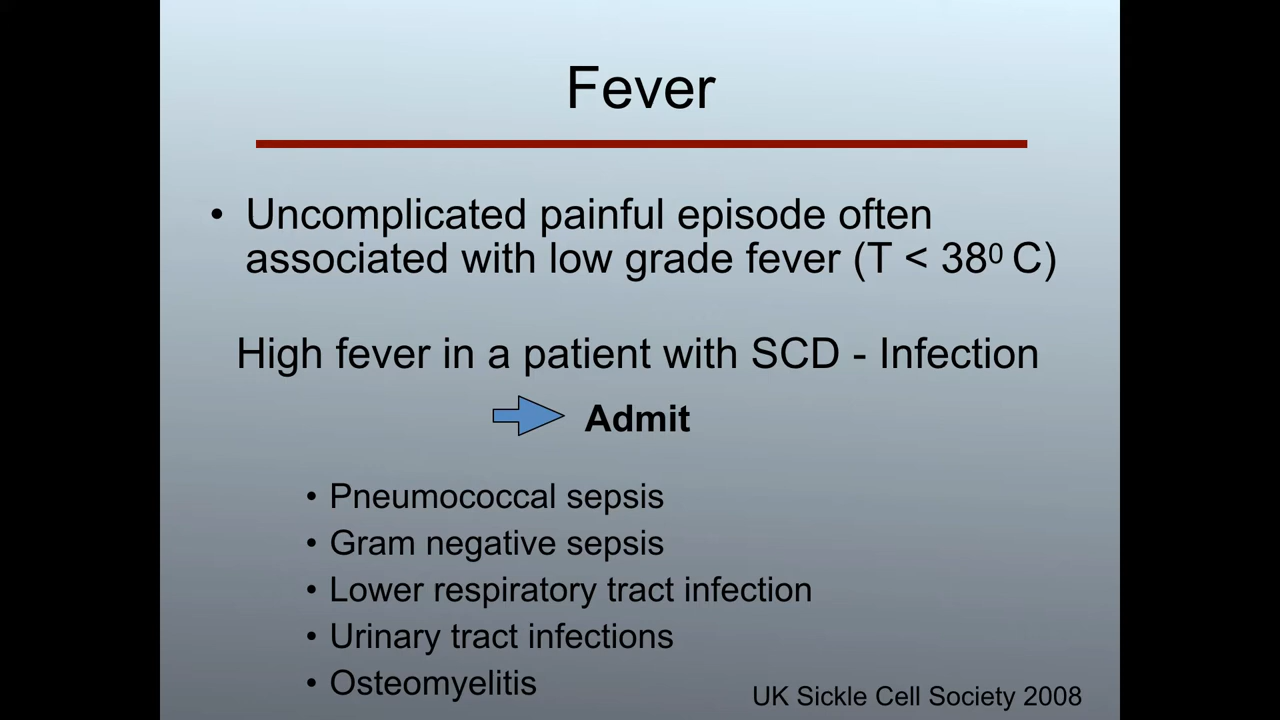 Fever
• Uncomplicated painful episode often
associated with low grade fever (T < 38⁰ C)
High fever in a patient with SCD - Infection
Admit
• Pneumococcal sepsis
• Gram negative sepsis
• Lower respiratory tract infection
• Urinary tract infections
• Osteomyelitis
UK Sickle Cell Society 2008